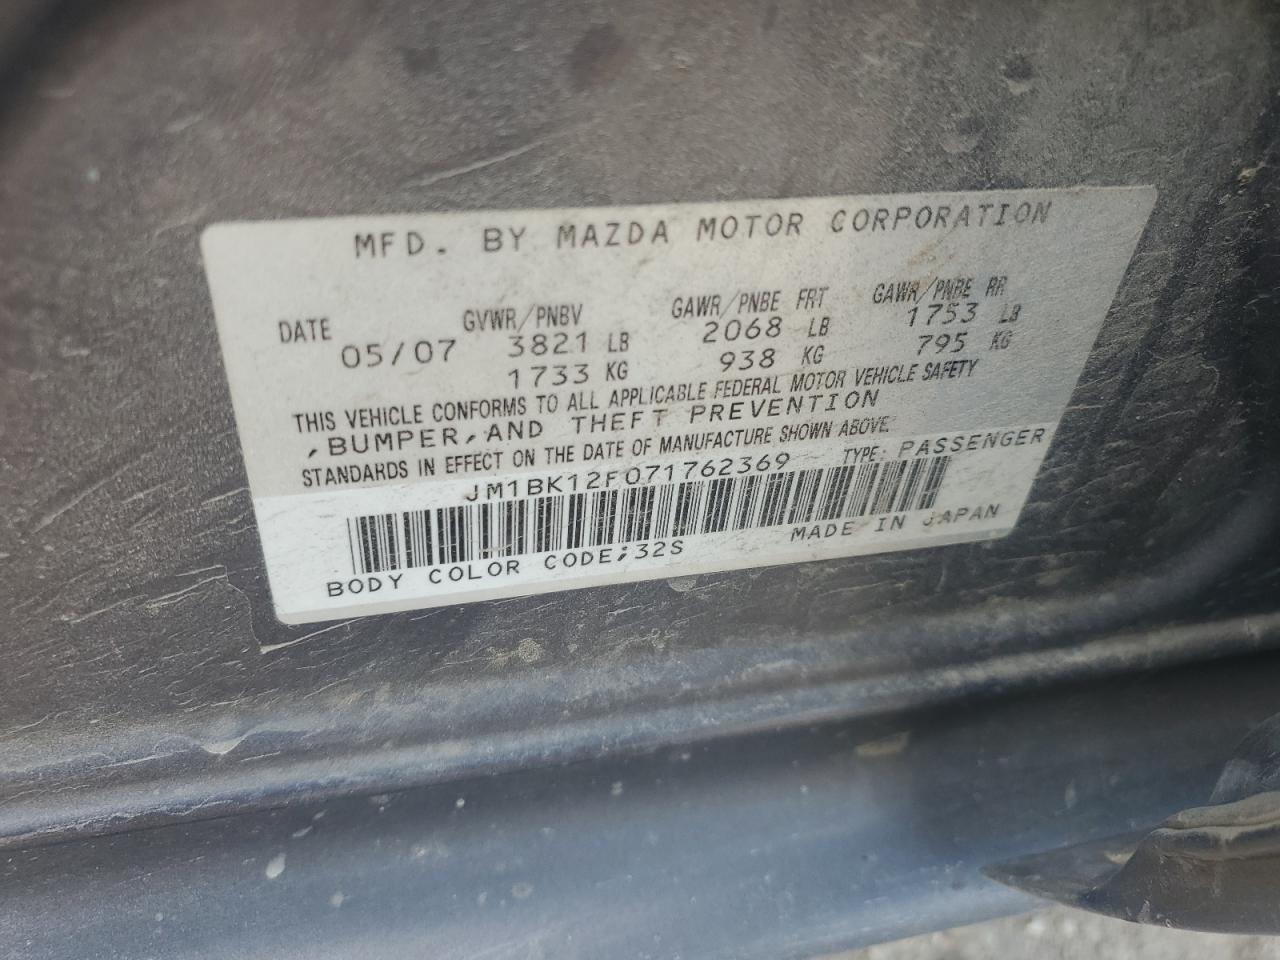 MFD. BY MAZDA MOTOR CORPORATION
DATE GVWR/PNBV GAWR/PNBE FRT GAWR/PNBE RR
05/07 3821 LB 2068 LB 1753 LB
1733 KG 938 KG 795 KG
THIS VEHICLE CONFORMS TO ALL APPLICABLE FEDERAL MOTOR VEHICLE SAFETY
,BUMPER,AND THEFT PREVENTION
STANDARDS IN EFFECT ON THE DATE OF MANUFACTURE SHOWN ABOVE.
JM1BK12F071762369 TYPE: PASSENGER
BODY COLOR CODE;32S MADE IN JAPAN